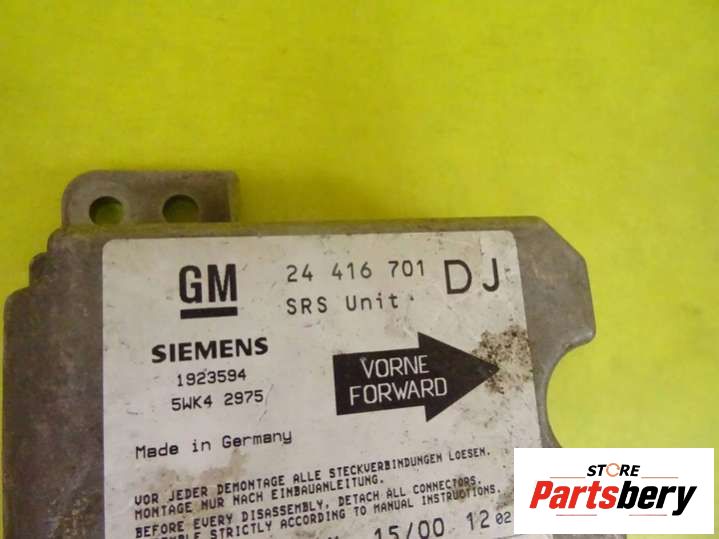 GM
24 416 701 DJ
SRS Unit
SIEMENS
1923594
5WK4 2975
VORNE
FORWARD
Made in Germany
VOR JEDER DEMONTAGE ALLE STECKVERBINDUNGEN LOESEN.
MONTAGE NUR NACH EINBAUANLEITUNG.
BEFORE EVERY DISASSEMBLY, DETACH ALL CONNECTORS.
STRICTLY ACCORDING TO MANUAL INSTRUCTIONS.
15/00 12 02
STORE
Partsbery